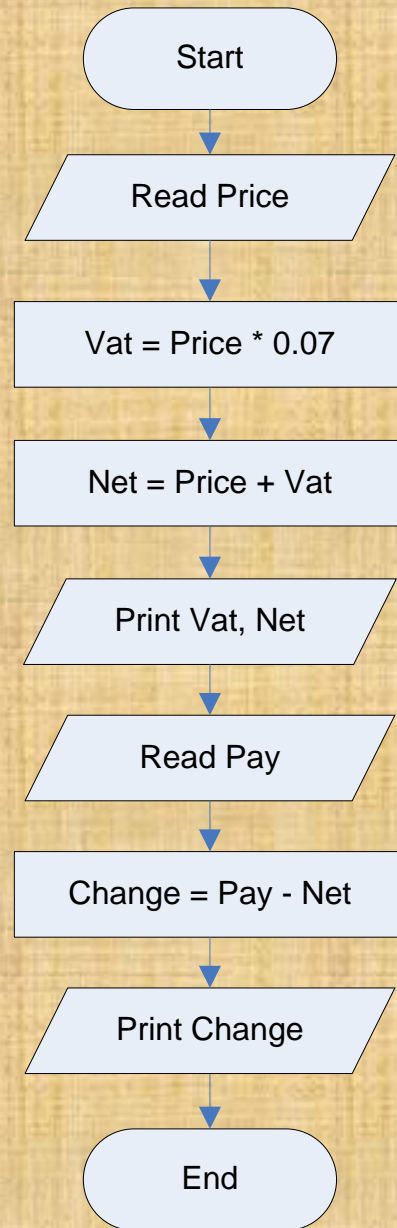 Start
Read Price
Vat = Price * 0.07
Net = Price + Vat
Print Vat, Net
Read Pay
Change = Pay - Net
Print Change
End